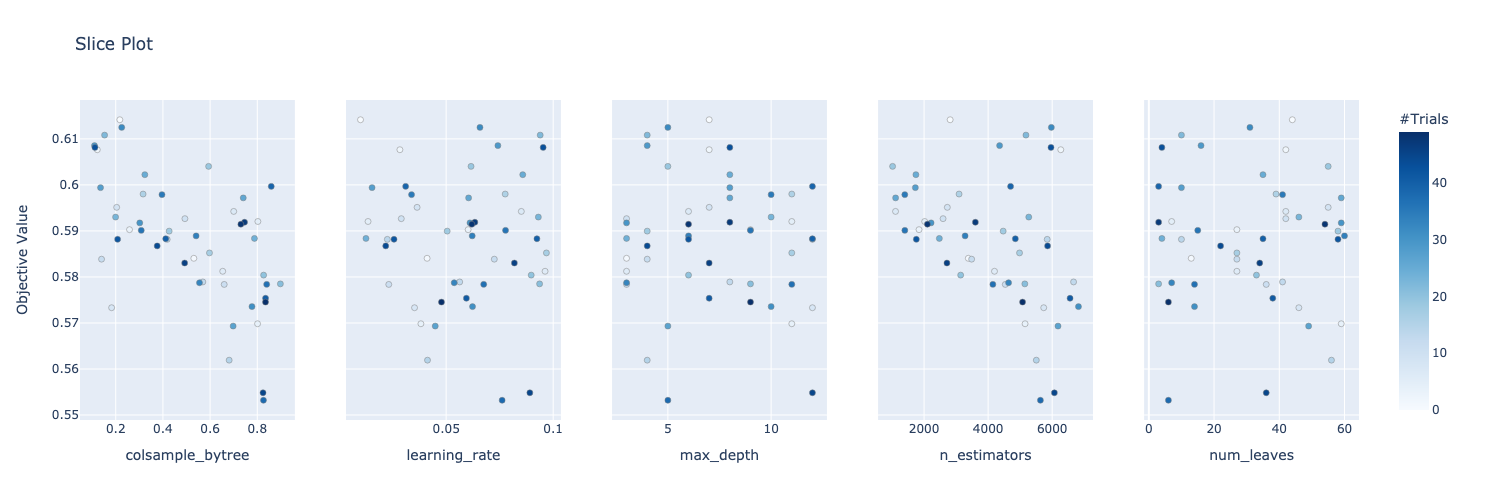 Slice Plot
#Trials
Objective Value
0.61
0.6
0.59
0.58
0.57
0.56
0.55
0.2 0.4 0.6 0.8
0.05 0.1
5 10
2000 4000 6000
0 20 40 60
colsample_bytree
learning_rate
max_depth
n_estimators
num_leaves
40
30
20
10
0